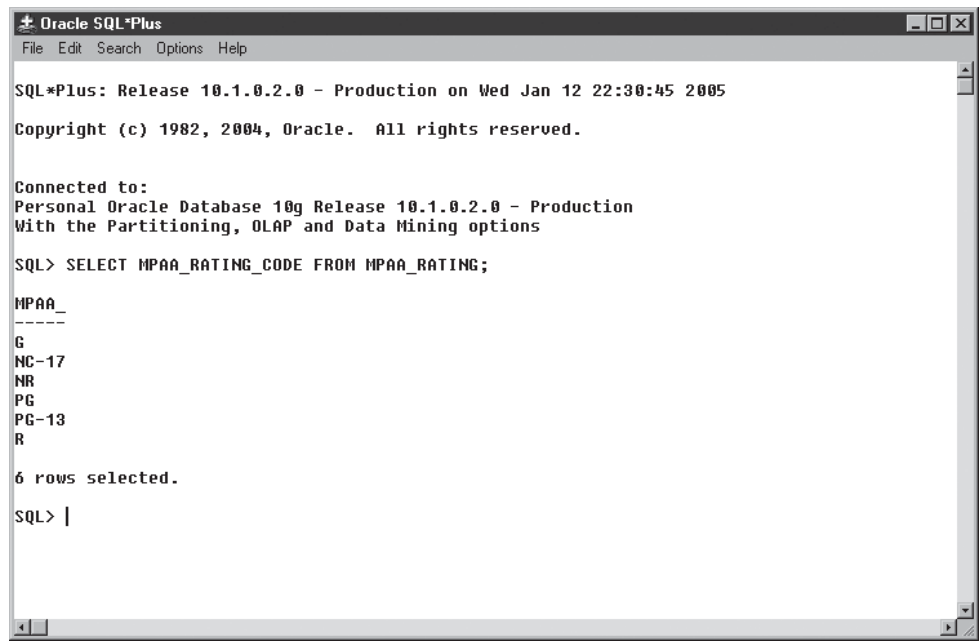 Oracle SQL*Plus
File Edit Search Options Help
SQL*Plus: Release 10.1.0.2.0 - Production on Wed Jan 12 22:30:45 2005
Copyright (c) 1982, 2004, Oracle. All rights reserved.
Connected to:
Personal Oracle Database 10g Release 10.1.0.2.0 - Production
With the Partitioning, OLAP and Data Mining options
SQL> SELECT MPAA_RATING_CODE FROM MPAA_RATING;
MPAA_
-----
G
NC-17
NR
PG
PG-13
R
6 rows selected.
SQL>